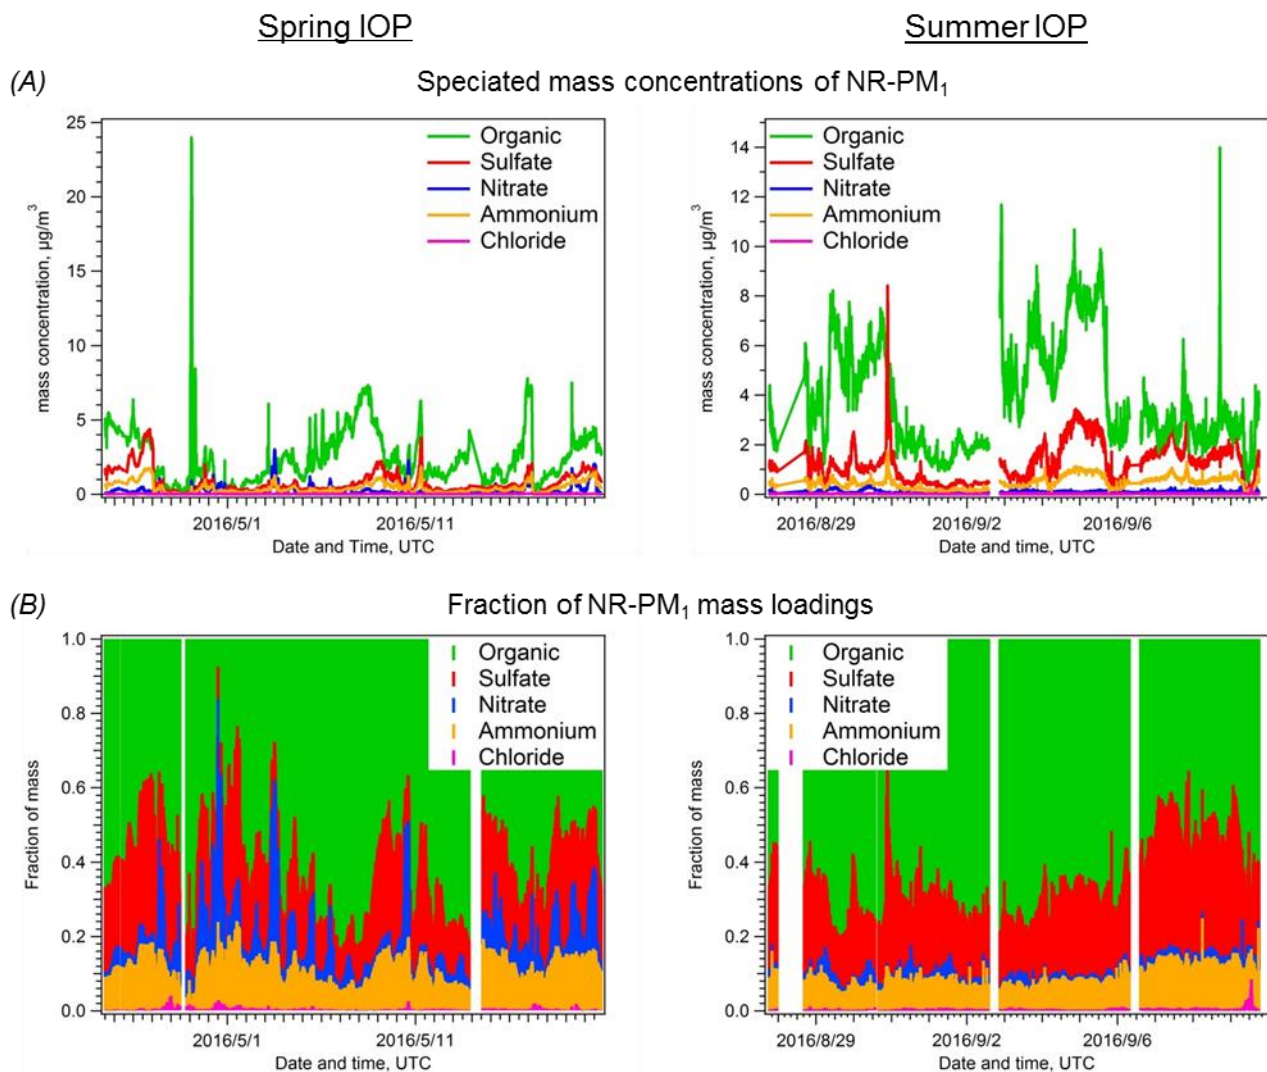 Spring IOP
Summer IOP
(A)
Speciated mass concentrations of NR-PM₁
25
20
15
10
5
0
mass concentration, µg/m³
Organic
Sulfate
Nitrate
Ammonium
Chloride
2016/5/1
2016/5/11
Date and Time, UTC
14
12
10
8
6
4
2
0
mass concentration, µg/m³
Organic
Sulfate
Nitrate
Ammonium
Chloride
2016/8/29
2016/9/2
2016/9/6
Date and time, UTC
(B)
Fraction of NR-PM₁ mass loadings
1.0
0.8
0.6
0.4
0.2
0.0
Fraction of mass
Organic
Sulfate
Nitrate
Ammonium
Chloride
2016/5/1
2016/5/11
Date and time, UTC
1.0
0.8
0.6
0.4
0.2
0.0
Fraction of mass
Organic
Sulfate
Nitrate
Ammonium
Chloride
2016/8/29
2016/9/2
2016/9/6
Date and time, UTC